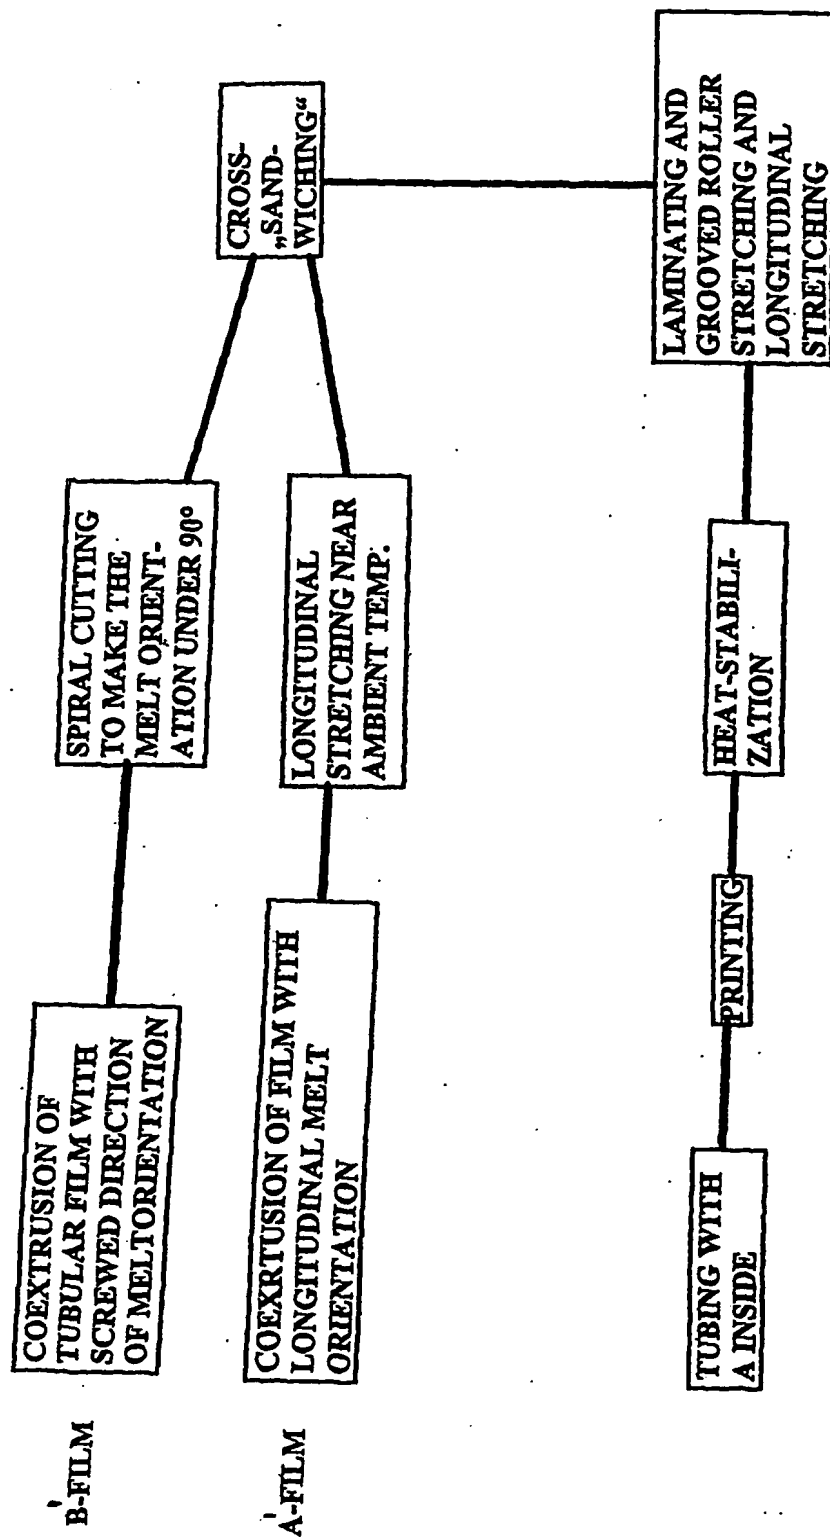 B-FILM
COEXTRUSION OF
TUBULAR FILM WITH
SCREWED DIRECTION
OF MELTORIENTATION
SPIRAL CUTTING
TO MAKE THE
MELT ORIENT-
ATION UNDER 90°
A-FILM
COEXRTUSION OF FILM WITH
LONGITUDINAL MELT
ORIENTATION
LONGITUDINAL
STRETCHING NEAR
AMBIENT TEMP.
CROSS-
„SAND-
WICHING“
LAMINATING AND
GROOVED ROLLER
STRETCHING AND
LONGITUDINAL
STRETCHING
HEAT-STABILI-
ZATION
PRINTING
TUBING WITH
A INSIDE